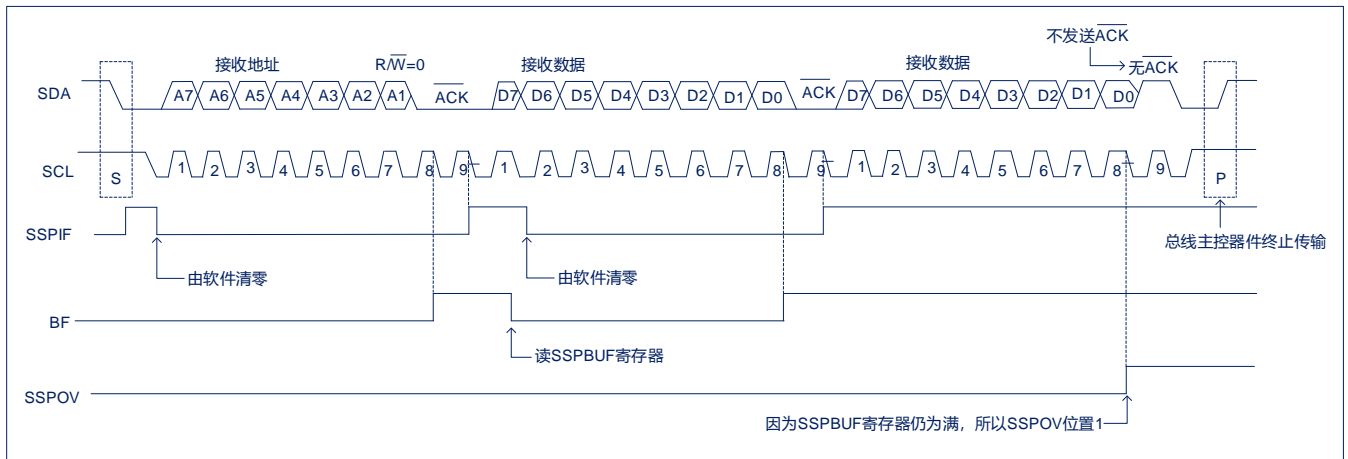 不发送ACK
接收地址 R/W=0 接收数据 接收数据 无ACK
SDA A7 A6 A5 A4 A3 A2 A1 ACK D7 D6 D5 D4 D3 D2 D1 D0 ACK D7 D6 D5 D4 D3 D2 D1 D0
SCL S 1 2 3 4 5 6 7 8 9 1 2 3 4 5 6 7 8 9 1 2 3 4 5 6 7 8 9 P
SSPIF
总线主控器件终止传输
由软件清零 由软件清零
BF
读SSPBUF寄存器
SSPOV
因为SSPBUF寄存器仍为满，所以SSPOV位置1